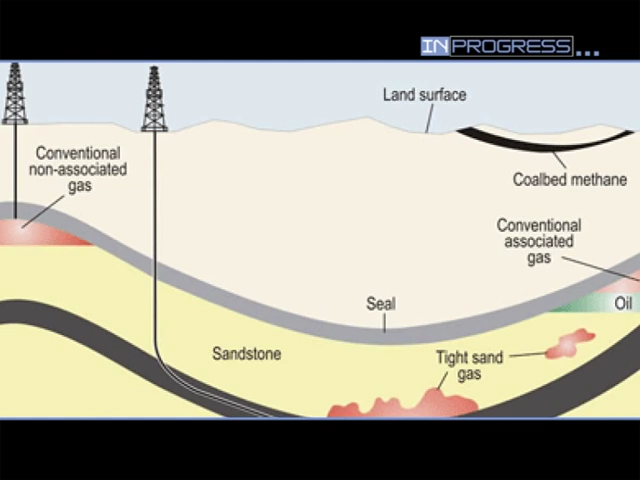 INPROGRESS...
Land surface
Conventional
non-associated
gas
Coalbed methane
Conventional
associated
gas
Seal
Oil
Sandstone
Tight sand
gas